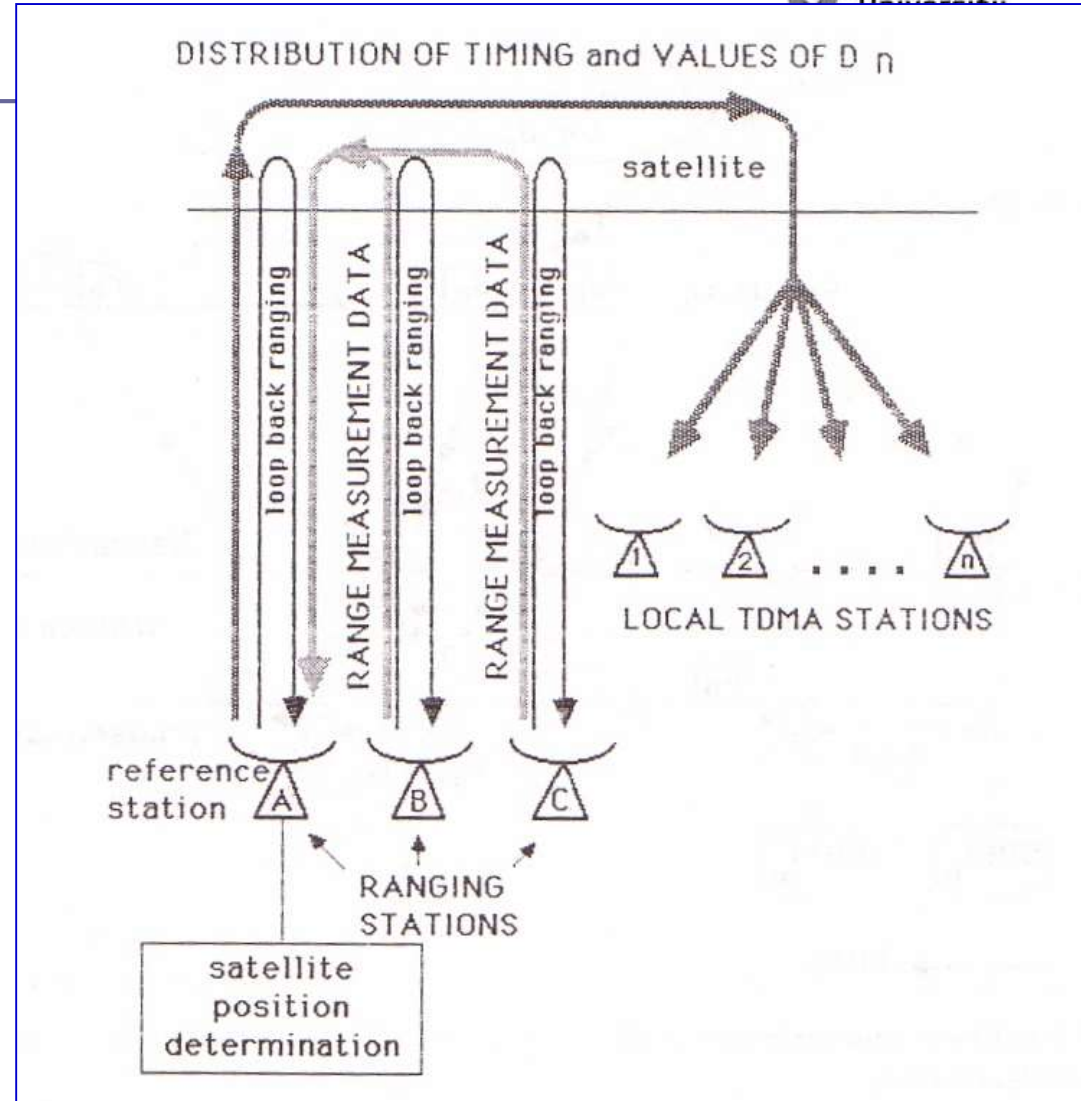 University
DISTRIBUTION OF TIMING and VALUES OF D n
satellite
loop back ranging
RANGE MEASUREMENT DATA
loop back ranging
RANGE MEASUREMENT DATA
loop back ranging
1
2
....
n
LOCAL TDMA STATIONS
reference
station
A
B
C
RANGING
STATIONS
satellite
position
determination